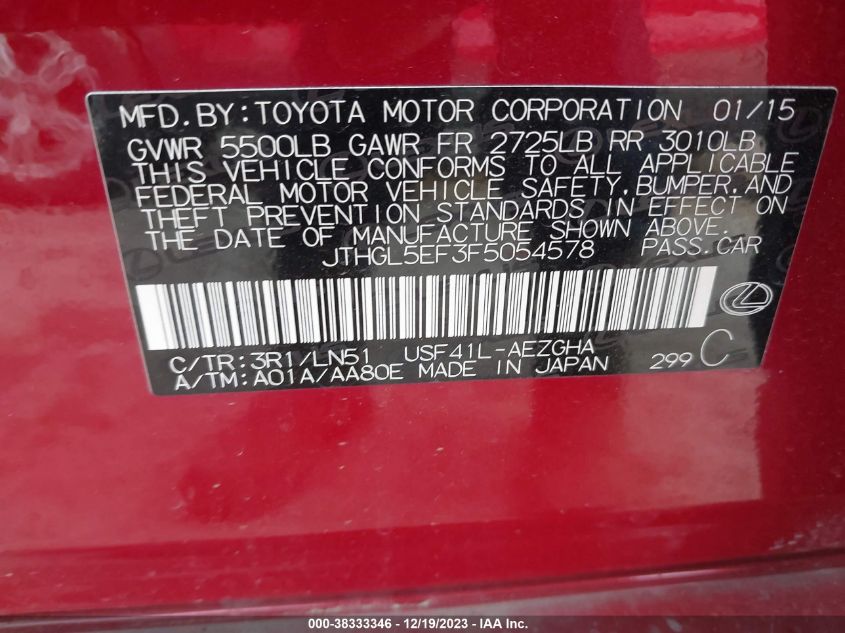 MFD.BY:TOYOTA MOTOR CORPORATION 01/15
GVWR 5500LB GAWR FR 2725LB RR 3010LB
THIS VEHICLE CONFORMS TO ALL APPLICABLE
FEDERAL MOTOR VEHICLE SAFETY,BUMPER,AND
THEFT PREVENTION STANDARDS IN EFFECT ON
THE DATE OF MANUFACTURE SHOWN ABOVE.
JTHGL5EF3F5054578 PASS.CAR
C/TR:3R1/LN51 USF41L-AEZGHA
A/TM:A01A/AA80E MADE IN JAPAN 299 C
000-38333346 - 12/19/2023 - © IAA Inc.